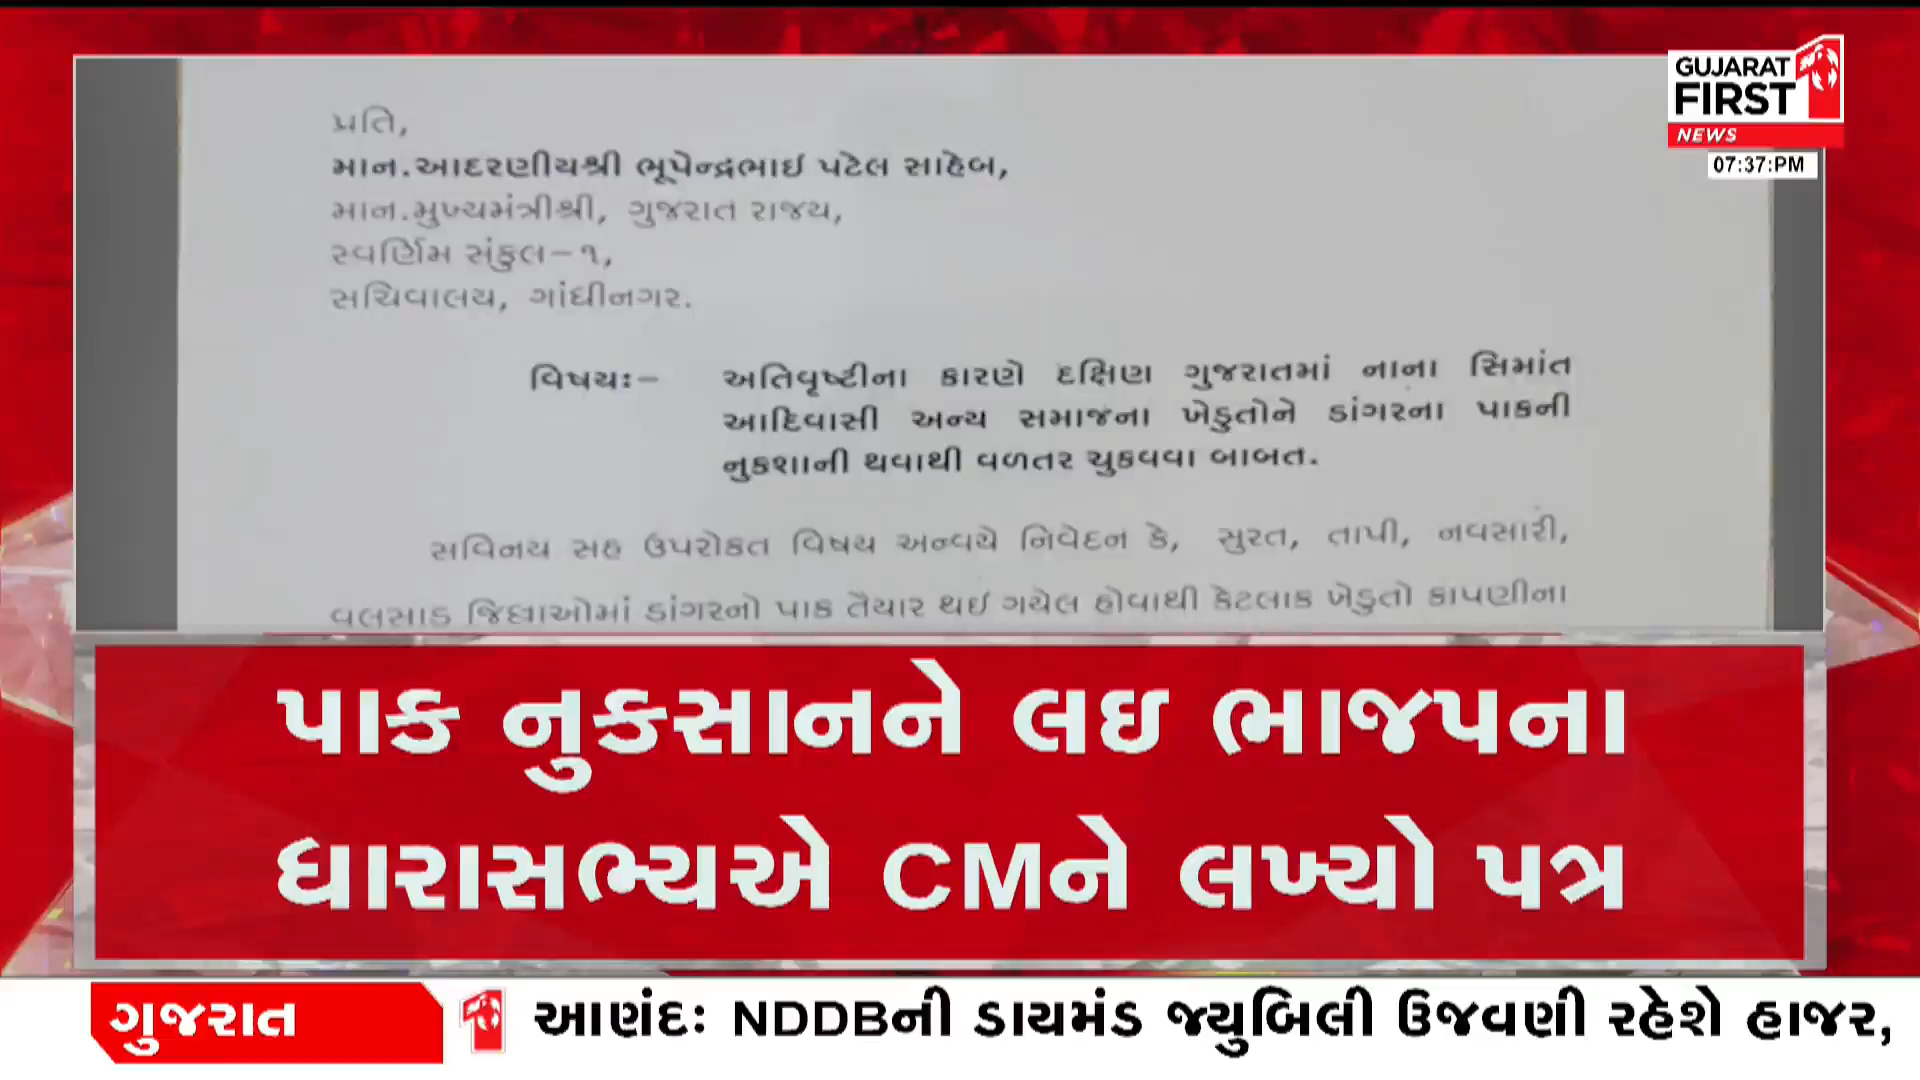 GUJARAT
FIRST
NEWS
07:37:PM
પ્રતિ,
માન.આદરણીયશ્રી ભૂપેન્દ્રભાઈ પટેલ સાહેબ,
માન.મુખ્યમંત્રીશ્રી, ગુજરાત રાજય,
સ્વર્ણિમ સંકુલ-૧,
સચિવાલય, ગાંધીનગર.
વિષયઃ- અતિવૃષ્ટીના કારણે દક્ષિણ ગુજરાતમાં નાના સિમાંત
આદિવાસી અન્ય સમાજના ખેડુતોને ડાંગરના પાકની
નુકશાની થવાથી વળતર ચુકવવા બાબત.
સવિનય સહ ઉપરોકત વિષય અન્વયે નિવેદન કે, સુરત, તાપી, નવસારી,
વલસાડ જિલ્લાઓમાં ડાંગરનો પાક તૈયાર થઈ ગયેલ હોવાથી કેટલાક ખેડુતો કાપણીના
પાક નુકસાનને લઇ ભાજપના
ધારાસભ્યએ CMને લખ્યો પત્ર
ગુજરાત
આણંદઃ NDDBની ડાયમંડ જ્યુબિલી ઉજવણી રહેશે હાજર,